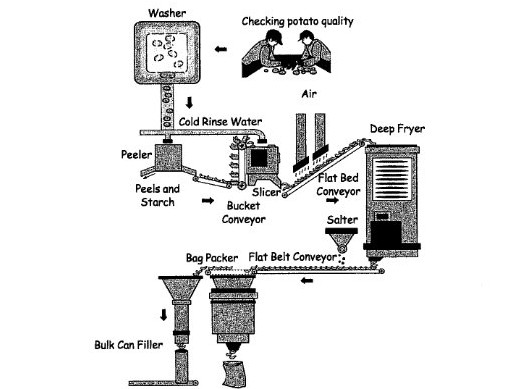 Washer
Checking potato quality
Air
Cold Rinse Water
Deep Fryer
Peeler
Peels and
Starch
Bucket
Conveyor
Slicer
Flat Bed
Conveyor
Salter
Bag Packer
Flat Belt Conveyor
Bulk Can Filler